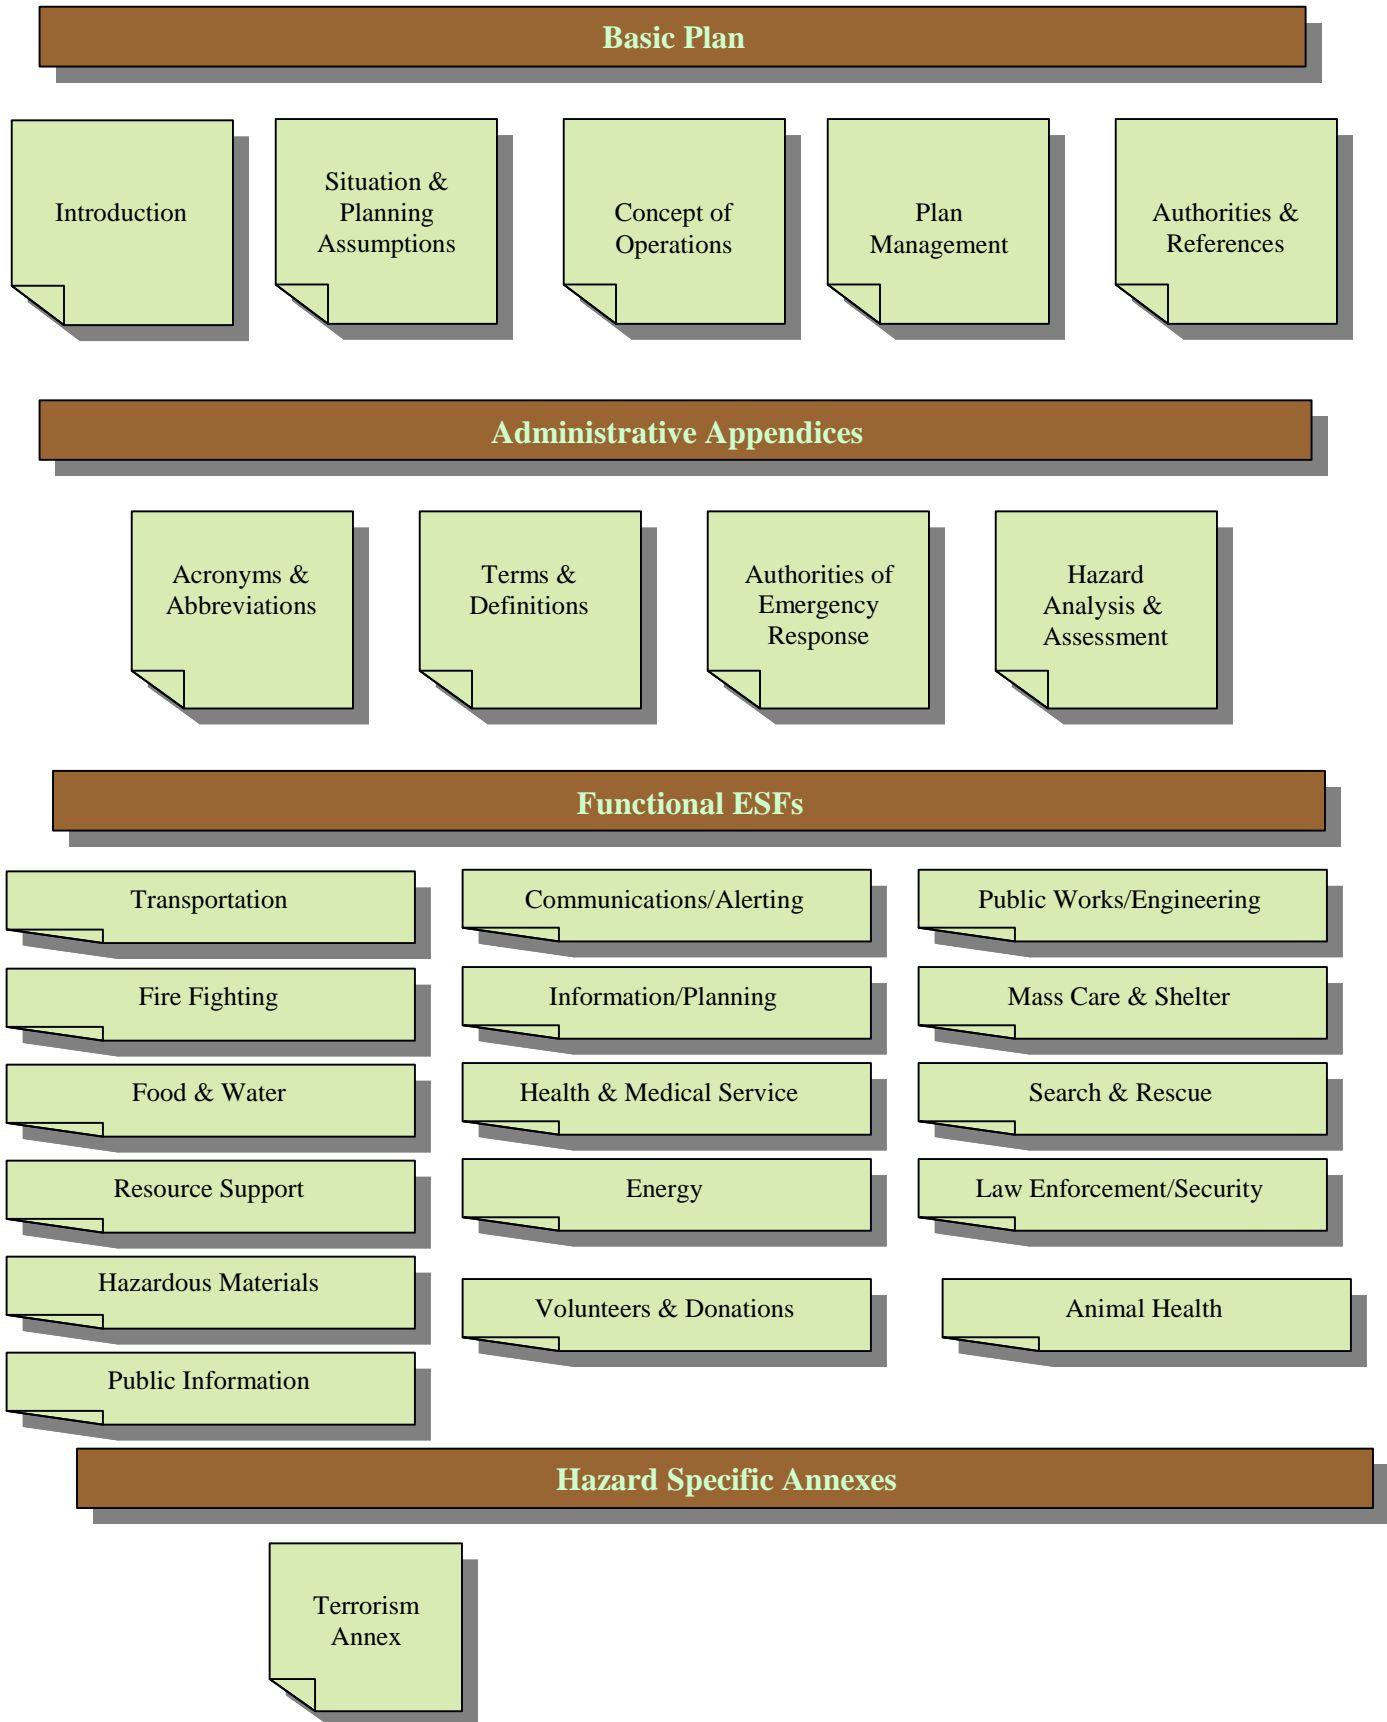 Basic Plan
Introduction
Situation &
Planning
Assumptions
Concept of
Operations
Plan
Management
Authorities &
References
Administrative Appendices
Acronyms &
Abbreviations
Terms &
Definitions
Authorities of
Emergency
Response
Hazard
Analysis &
Assessment
Functional ESFs
Transportation
Communications/Alerting
Public Works/Engineering
Fire Fighting
Information/Planning
Mass Care & Shelter
Food & Water
Health & Medical Service
Search & Rescue
Resource Support
Energy
Law Enforcement/Security
Hazardous Materials
Volunteers & Donations
Animal Health
Public Information
Hazard Specific Annexes
Terrorism
Annex